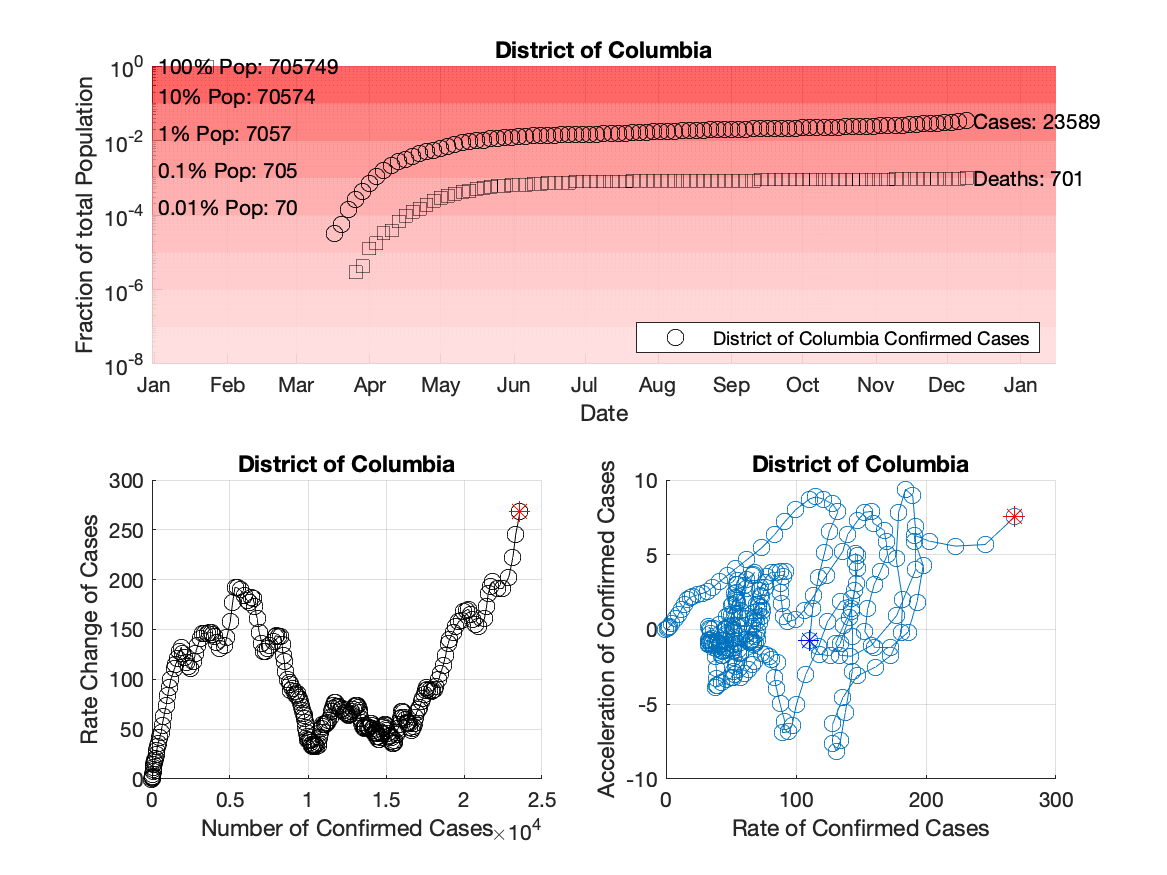 District of Columbia
Fraction of total Population
10^0
10^-2
10^-4
10^-6
10^-8
100% Pop: 705749
10% Pop: 70574
1% Pop: 7057
0.1% Pop: 705
0.01% Pop: 70
Cases: 23589
Deaths: 701
District of Columbia Confirmed Cases
Jan Feb Mar Apr May Jun Jul Aug Sep Oct Nov Dec Jan
Date
District of Columbia
Rate Change of Cases
300
250
200
150
100
50
0
0 0.5 1 1.5 2 2.5
Number of Confirmed Cases ×10^4
District of Columbia
Acceleration of Confirmed Cases
10
5
0
-5
-10
0 100 200 300
Rate of Confirmed Cases